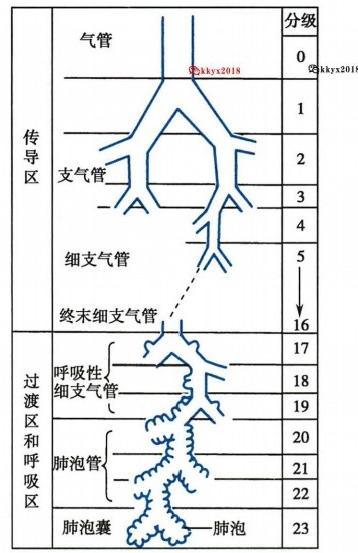 分级
气管
0
kkyx2018
kkyx2018
1
传导区
2
支气管
3
4
细支气管
5
终末细支气管
16
17
呼吸性
细支气管
18
19
过渡区和呼吸区
20
肺泡管
21
22
肺泡囊
肺泡
23